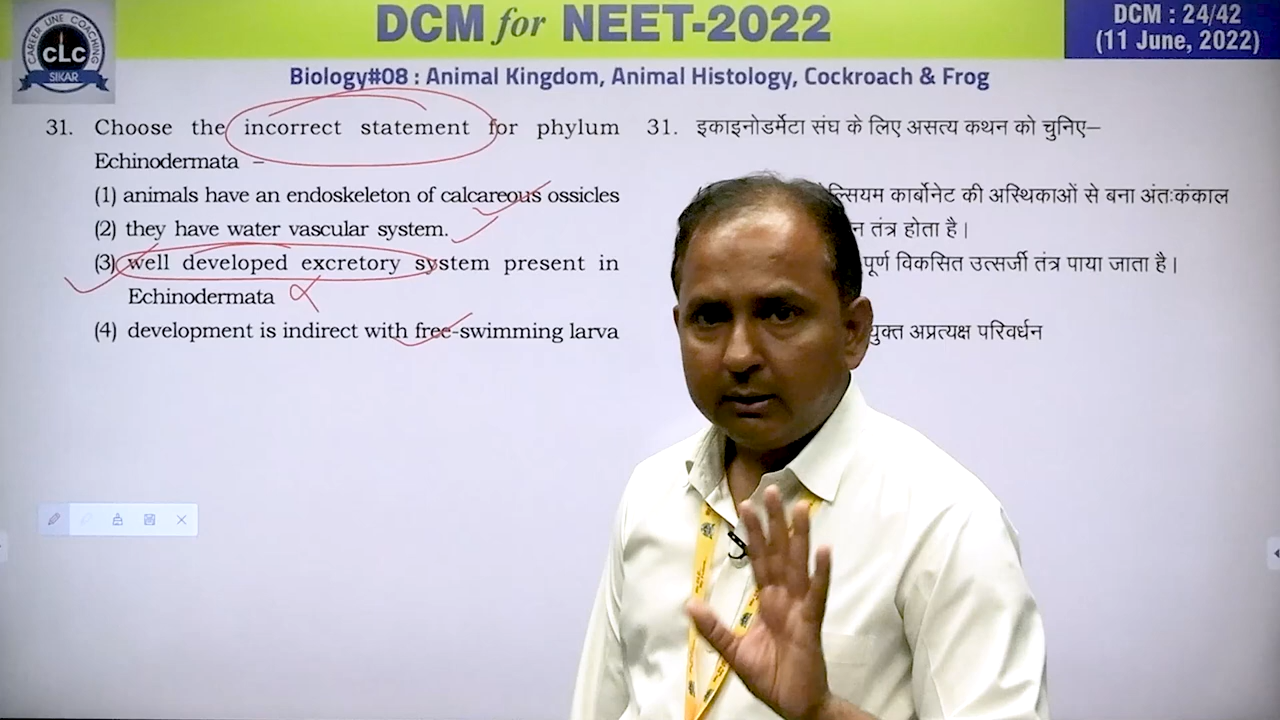 DCM for NEET-2022
DCM : 24/42
(11 June, 2022)
CAREER LINE COACHING
CLC
SIKAR
Biology#08 : Animal Kingdom, Animal Histology, Cockroach & Frog
31. Choose the incorrect statement for phylum
Echinodermata –
(1) animals have an endoskeleton of calcareous ossicles
(2) they have water vascular system.
(3) well developed excretory system present in
Echinodermata
(4) development is indirect with free-swimming larva
31. इकाइनोडर्मेटा संघ के लिए असत्य कथन को चुनिए–
कार्बोनेट की अस्थिकाओं से बना अंतःकंकाल
तंत्र होता है।
पूर्ण विकसित उत्सर्जी तंत्र पाया जाता है।
अप्रत्यक्ष परिवर्धन